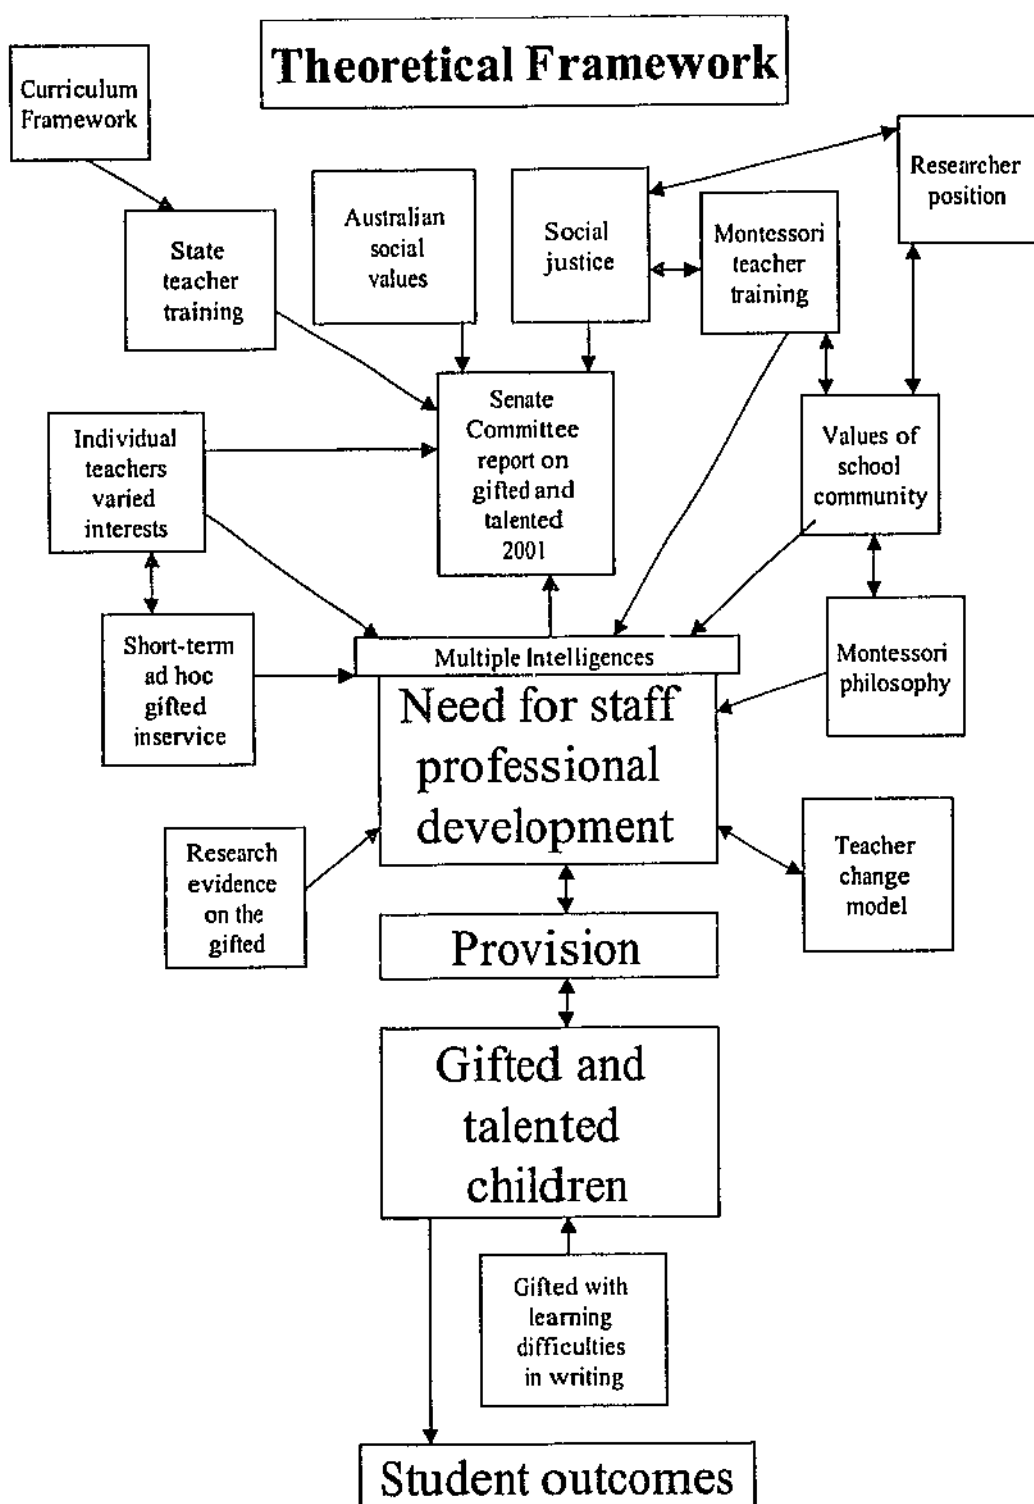 Theoretical Framework
Curriculum
Framework
Researcher
position
State
teacher
training
Australian
social
values
Social
justice
Montessori
teacher
training
Individual
teachers
varied
interests
Senate
Committee
report on
gifted and
talented
2001
Values of
school
community
Short-term
ad hoc
gifted
inservice
Multiple Intelligences
Need for staff
professional
development
Montessori
philosophy
Research
evidence
on the
gifted
Teacher
change
model
Provision
Gifted and
talented
children
Gifted with
learning
difficulties
in writing
Student outcomes